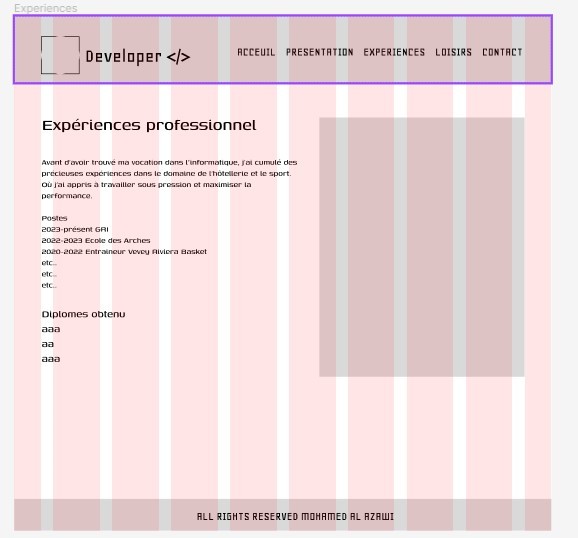 Experiences
Developer </>
ACCEUIL PRESENTATION EXPERIENCES LOISIRS CONTACT
Expériences professionnel
Avant d'avoir trouvé ma vocation dans l'informatique, j'ai cumulé des
précieuses expériences dans le domaine de l'hôtellerie et le sport.
Où j'ai appris à travailler sous pression et maximiser la
performance.
Postes
2023-présent GRI
2022-2023 Ecole des Arches
2020-2022 Entraineur Vevey Riviera Basket
etc..
etc..
etc..
Diplomes obtenu
aaa
aa
aaa
ALL RIGHTS RESERVED MOHAMED AL AZAWI